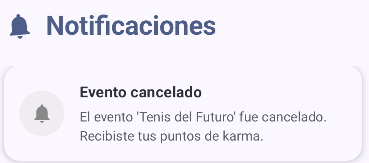 Notificaciones
Evento cancelado
El evento 'Tenis del Futuro' fue cancelado.
Recibiste tus puntos de karma.